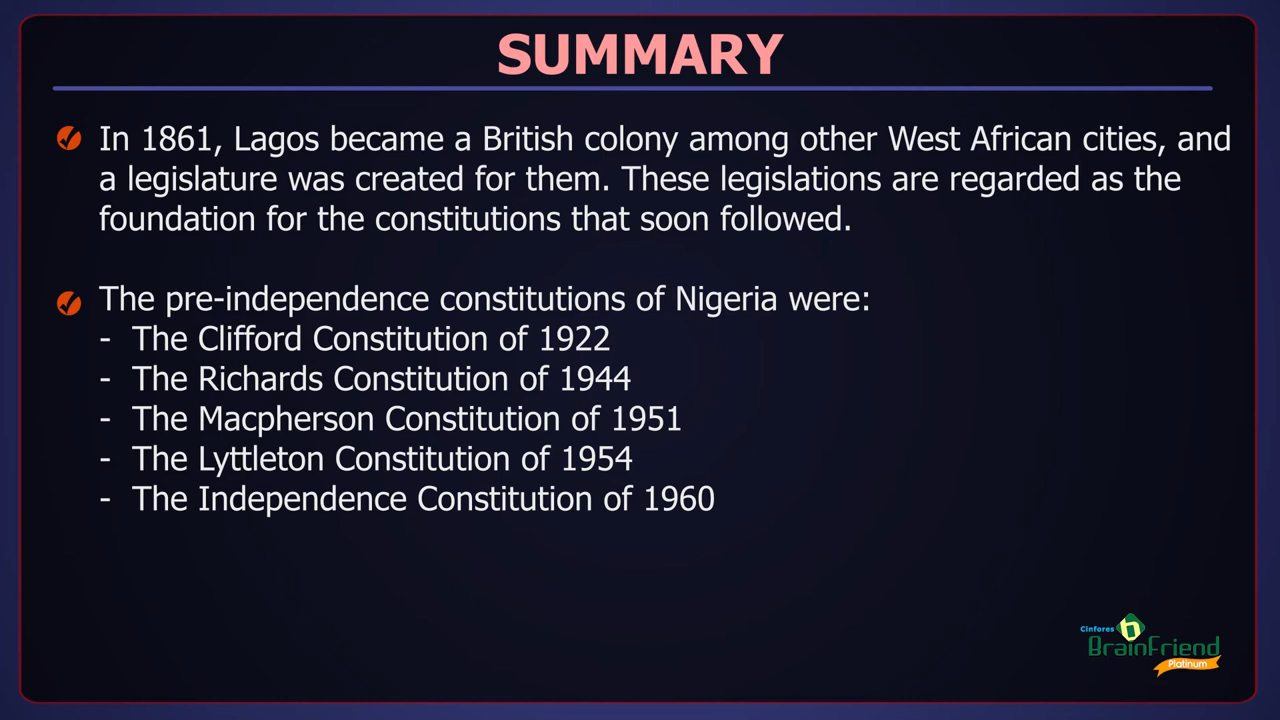 SUMMARY
In 1861, Lagos became a British colony among other West African cities, and
a legislature was created for them. These legislations are regarded as the
foundation for the constitutions that soon followed.
The pre-independence constitutions of Nigeria were:
- The Clifford Constitution of 1922
- The Richards Constitution of 1944
- The Macpherson Constitution of 1951
- The Lyttleton Constitution of 1954
- The Independence Constitution of 1960
Cinfores
BrainFriend
Platinum